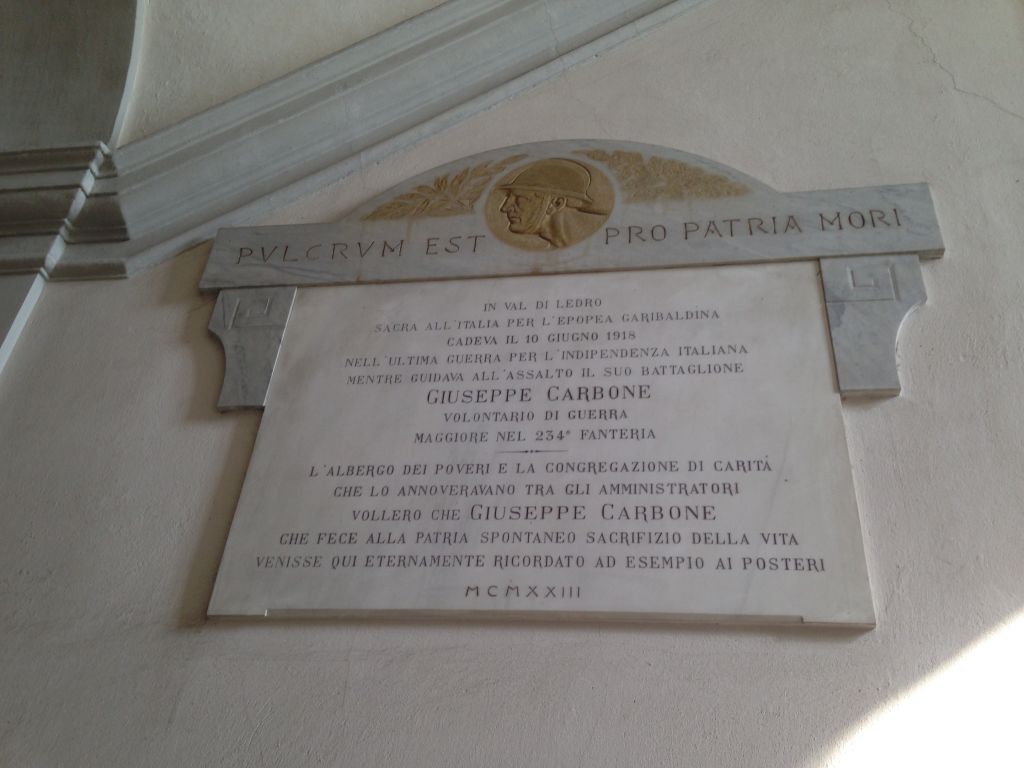 PVLCRVM EST PRO PATRIA MORI
IN VAL DI LEDRO
SACRA ALL'ITALIA PER L'EPOPEA GARIBALDINA
CADEVA IL 10 GIUGNO 1918
NELL'ULTIMA GUERRA PER L'INDIPENDENZA ITALIANA
MENTRE GUIDAVA ALL'ASSALTO IL SUO BATTAGLIONE
GIUSEPPE CARBONE
VOLONTARIO DI GUERRA
MAGGIORE NEL 234° FANTERIA
L'ALBERGO DEI POVERI E LA CONGREGAZIONE DI CARITÀ
CHE LO ANNOVERAVANO TRA GLI AMMINISTRATORI
VOLLERO CHE GIUSEPPE CARBONE
CHE FECE ALLA PATRIA SPONTANEO SACRIFIZIO DELLA VITA
VENISSE QUI ETERNAMENTE RICORDATO AD ESEMPIO AI POSTERI
MCMXXIII